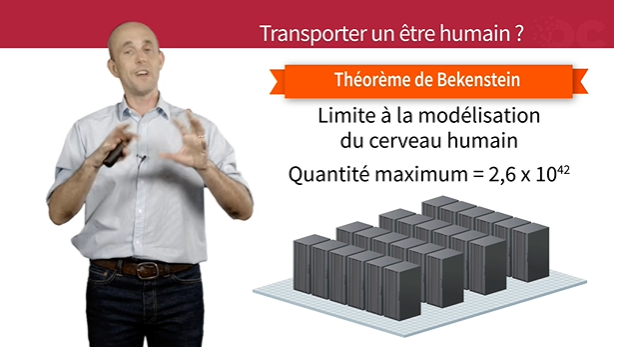 Transporter un être humain ?
Théorème de Bekenstein
Limite à la modélisation
du cerveau humain
Quantité maximum = 2,6 x 10⁴²